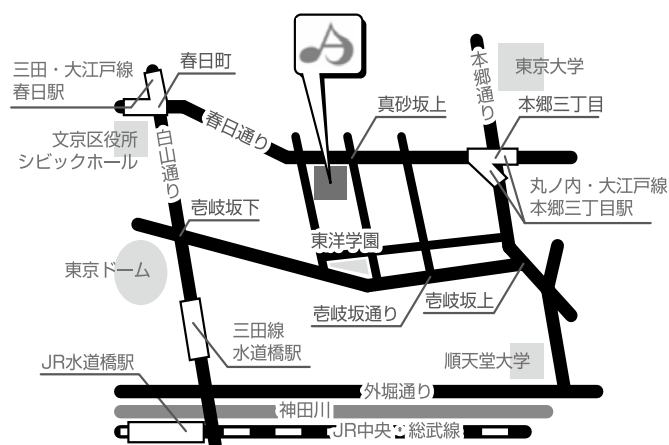 三田・大江戸線
春日駅
春日町
文京区役所
シビックホール
白山通り
春日通り
真砂坂上
本郷通り
東京大学
本郷三丁目
丸ノ内・大江戸線
本郷三丁目駅
壱岐坂下
東洋学園
東京ドーム
壱岐坂通り
壱岐坂上
三田線
水道橋駅
順天堂大学
JR水道橋駅
外堀通り
神田川
JR中央・総武線